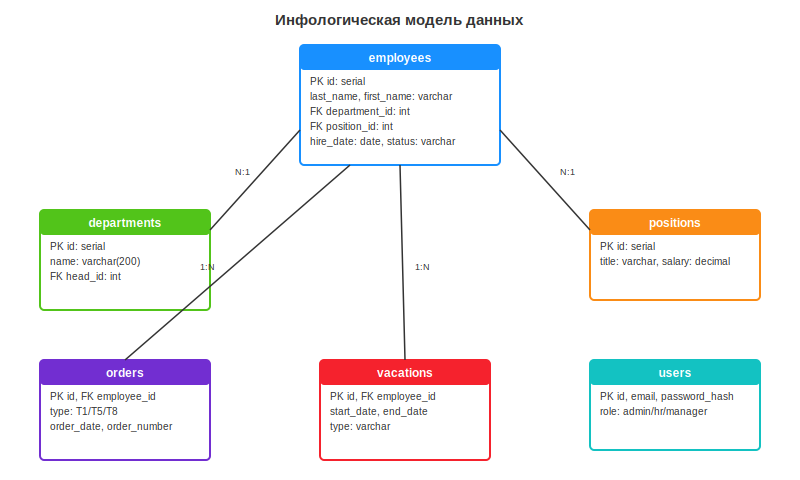 Инфологическая модель данных
employees
PK id: serial
last_name, first_name: varchar
FK department_id: int
FK position_id: int
hire_date: date, status: varchar
N:1
N:1
departments
PK id: serial
name: varchar(200)
FK head_id: int
positions
PK id: serial
title: varchar, salary: decimal
1:N
1:N
orders
PK id, FK employee_id
type: T1/T5/T8
order_date, order_number
vacations
PK id, FK employee_id
start_date, end_date
type: varchar
users
PK id, email, password_hash
role: admin/hr/manager